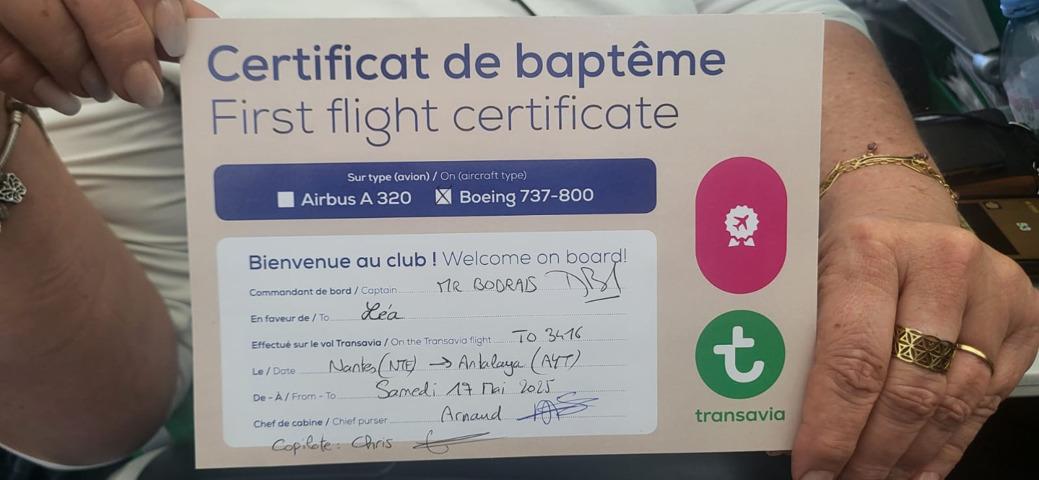 Certificat de baptême
First flight certificate
Sur type (avion) / On (aircraft type)
Airbus A 320 Boeing 737-800
Bienvenue au club ! Welcome on board!
Commandant de bord / Captain MR BODRAIS
En faveur de / To Léa
Effectué sur le vol Transavia / On the Transavia flight TO 3416
Le / Date Nantes (NTE) → Antalaya (AYT)
De - À / From - To Samedi 17 Mai 2025
Chef de cabine / Chief purser Arnaud
Copilote : Chris
t
transavia